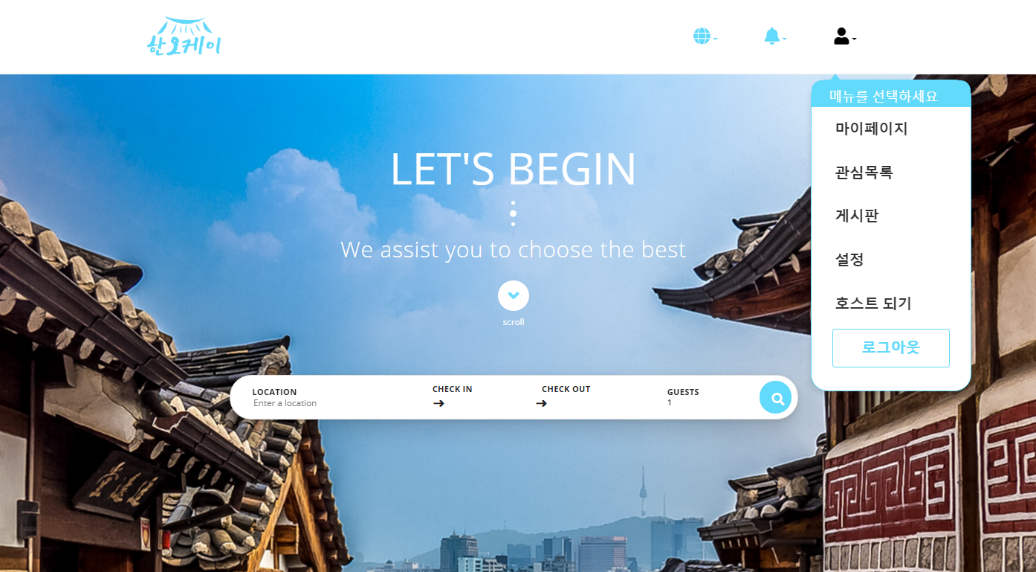 한오케이
메뉴를 선택하세요
마이페이지
관심목록
게시판
설정
호스트 되기
로그아웃
LET'S BEGIN
We assist you to choose the best
scroll
LOCATION
Enter a location
CHECK IN
CHECK OUT
GUESTS
1